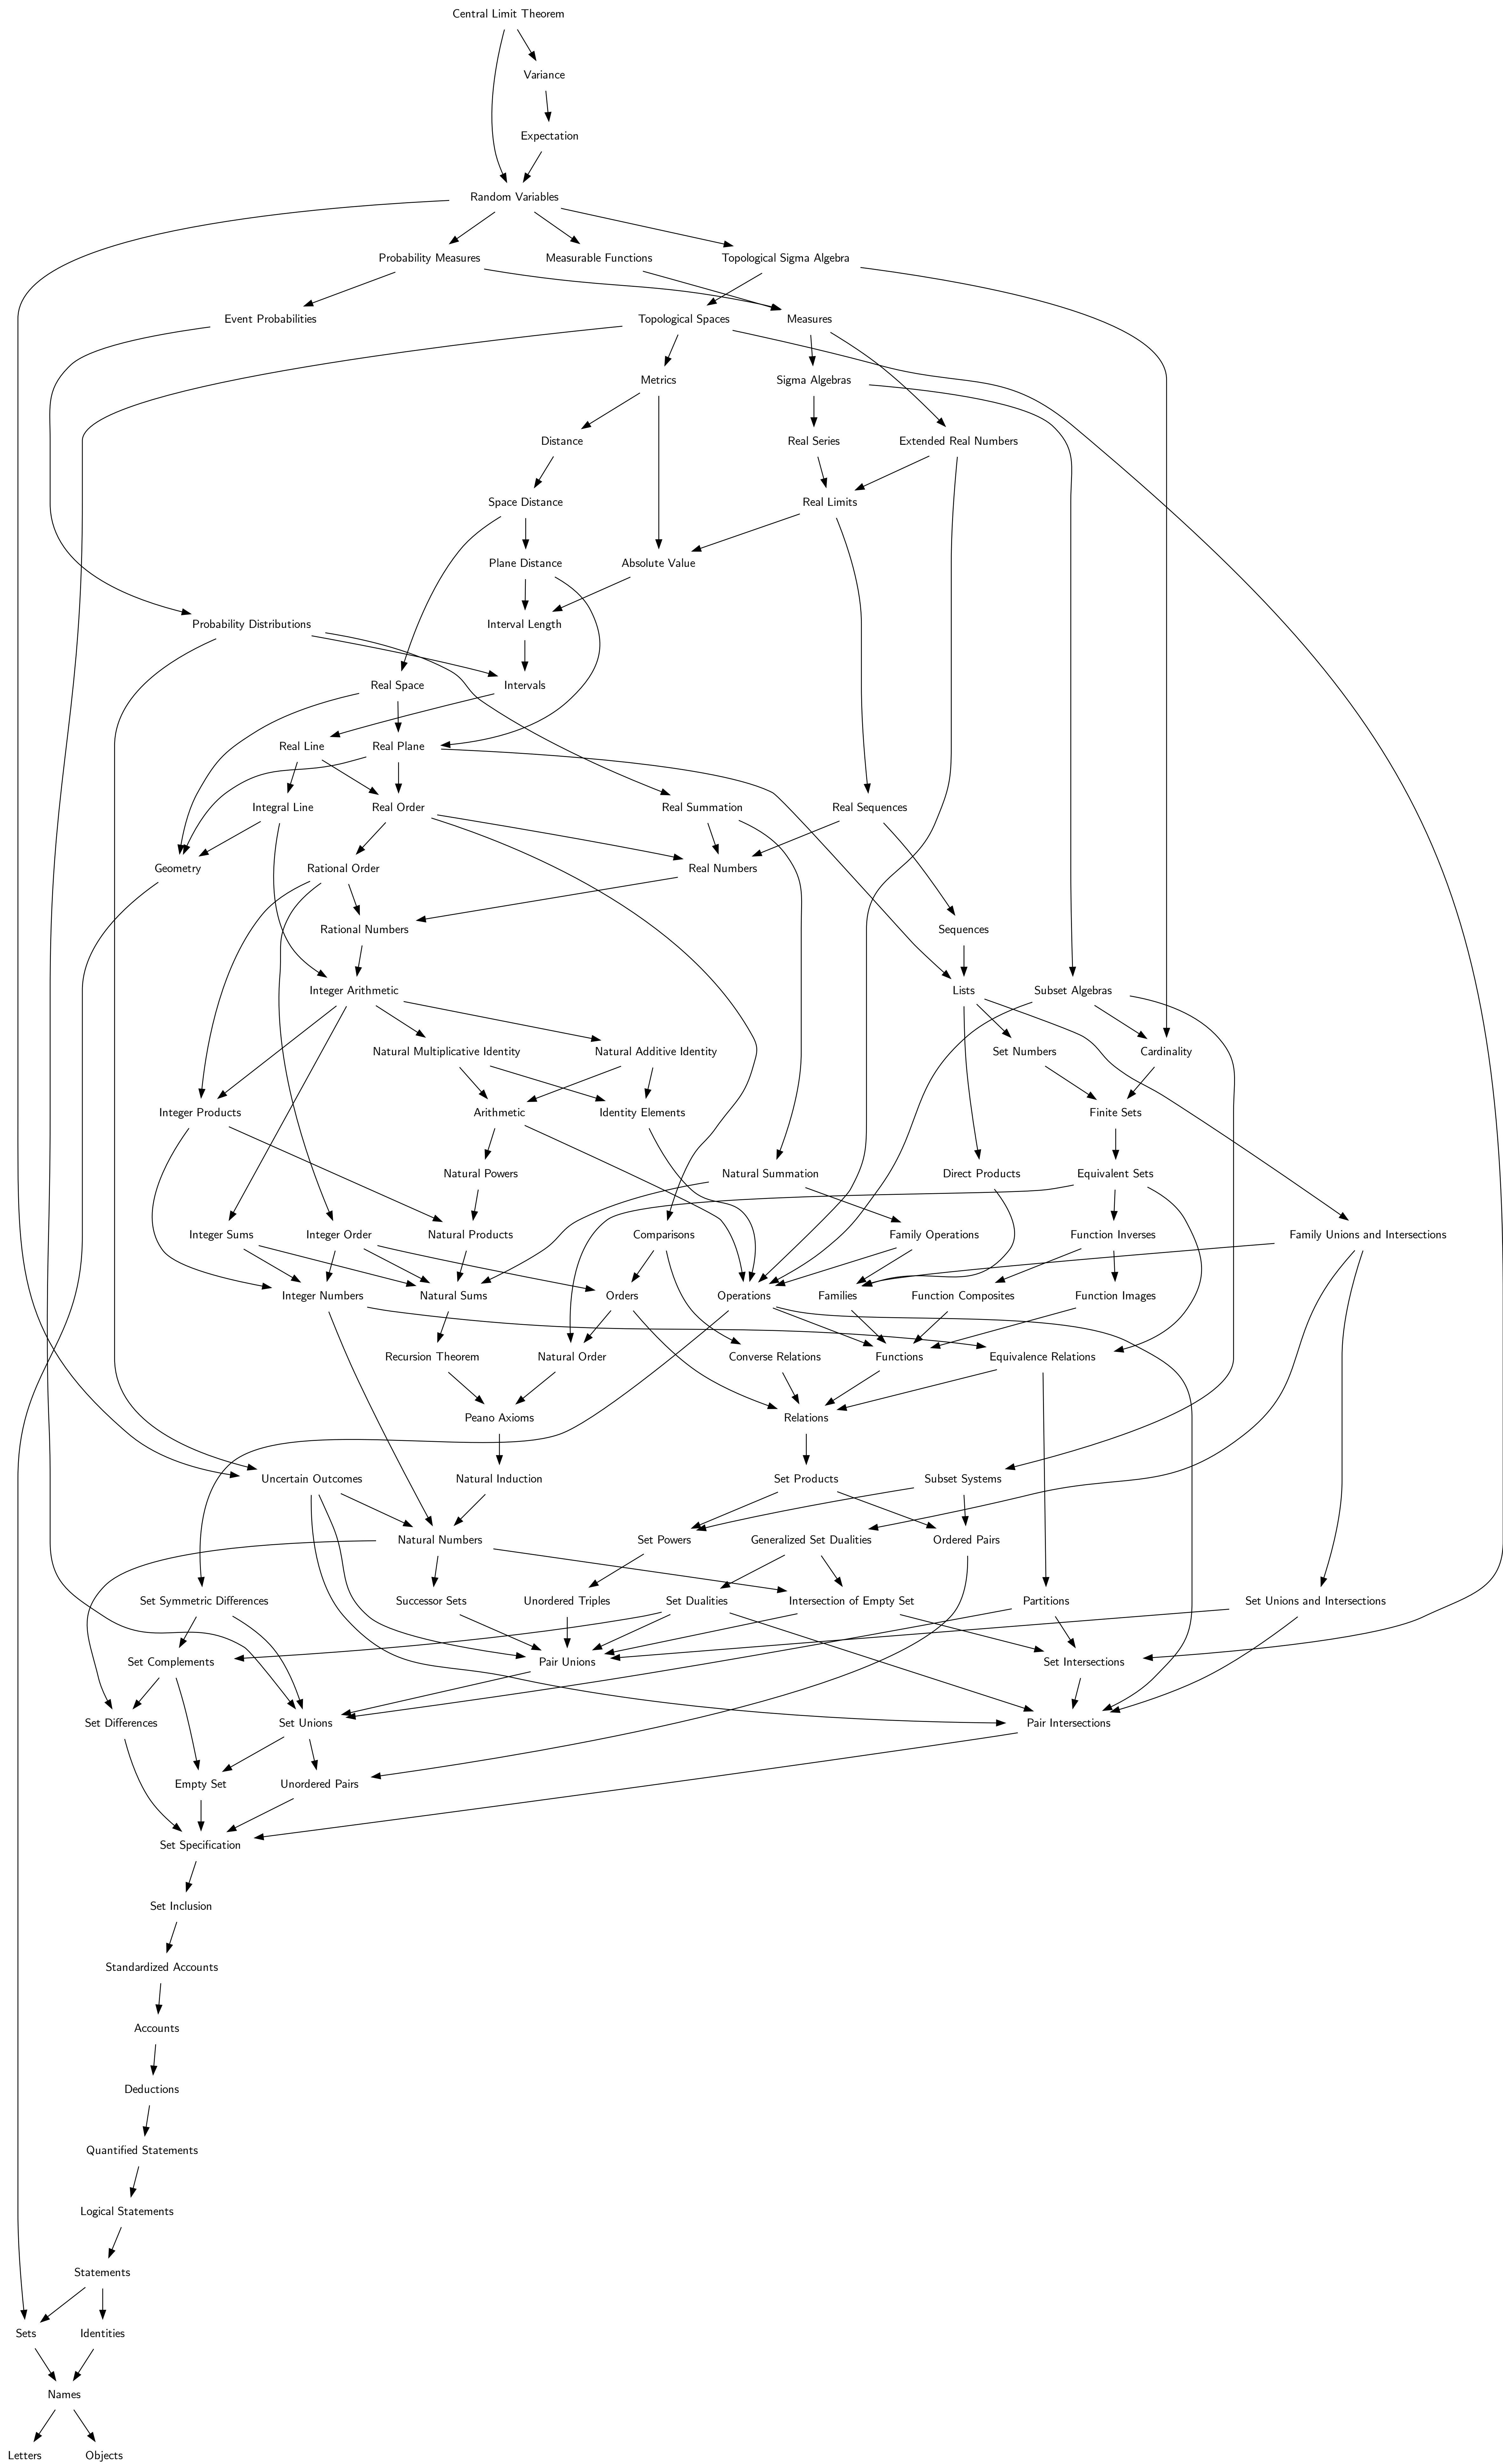 Central Limit Theorem
Variance
Expectation
Random Variables
Probability Measures
Measurable Functions
Topological Sigma Algebra
Event Probabilities
Topological Spaces
Measures
Metrics
Sigma Algebras
Distance
Real Series
Extended Real Numbers
Space Distance
Real Limits
Plane Distance
Absolute Value
Probability Distributions
Interval Length
Real Space
Intervals
Real Line
Real Plane
Integral Line
Real Order
Real Summation
Real Sequences
Geometry
Rational Order
Real Numbers
Rational Numbers
Sequences
Integer Arithmetic
Lists
Subset Algebras
Natural Multiplicative Identity
Natural Additive Identity
Set Numbers
Cardinality
Integer Products
Arithmetic
Identity Elements
Finite Sets
Natural Powers
Natural Summation
Direct Products
Equivalent Sets
Integer Sums
Integer Order
Natural Products
Comparisons
Family Operations
Function Inverses
Family Unions and Intersections
Integer Numbers
Natural Sums
Orders
Operations
Families
Function Composites
Function Images
Recursion Theorem
Natural Order
Converse Relations
Functions
Equivalence Relations
Peano Axioms
Relations
Uncertain Outcomes
Natural Induction
Set Products
Subset Systems
Natural Numbers
Set Powers
Generalized Set Dualities
Ordered Pairs
Set Symmetric Differences
Successor Sets
Unordered Triples
Set Dualities
Intersection of Empty Set
Partitions
Set Unions and Intersections
Set Complements
Pair Unions
Set Intersections
Set Differences
Set Unions
Pair Intersections
Empty Set
Unordered Pairs
Set Specification
Set Inclusion
Standardized Accounts
Accounts
Deductions
Quantified Statements
Logical Statements
Statements
Sets
Identities
Names
Letters
Objects